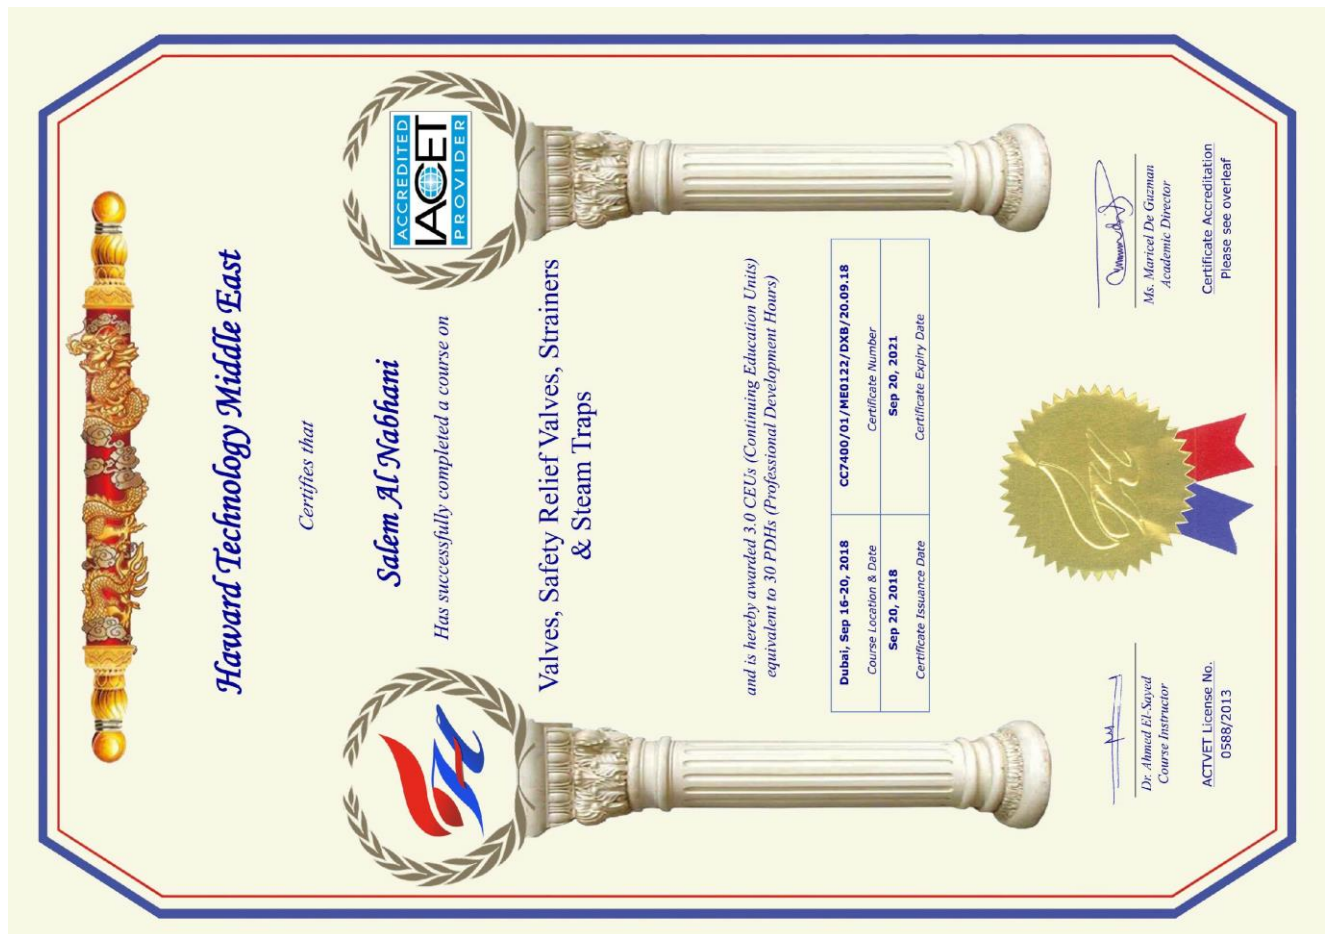 Haward Technology Middle East
Certifies that
ACCREDITED
IACET
PROVIDER
Salem Al Nabhani
Has successfully completed a course on
Valves, Safety Relief Valves, Strainers
& Steam Traps
and is hereby awarded 3.0 CEUs (Continuing Education Units)
equivalent to 30 PDHs (Professional Development Hours)
Dubai, Sep 16-20, 2018
CC7400/01/ME0122/DXB/20.09.18
Course Location & Date
Certificate Number
Sep 20, 2018
Sep 20, 2021
Certificate Issuance Date
Certificate Expiry Date
Dr. Ahmed El-Sayed
Course Instructor
Ms. Maricel De Guzman
Academic Director
ACTVET License No.
0588/2013
Certificate Accreditation
Please see overleaf